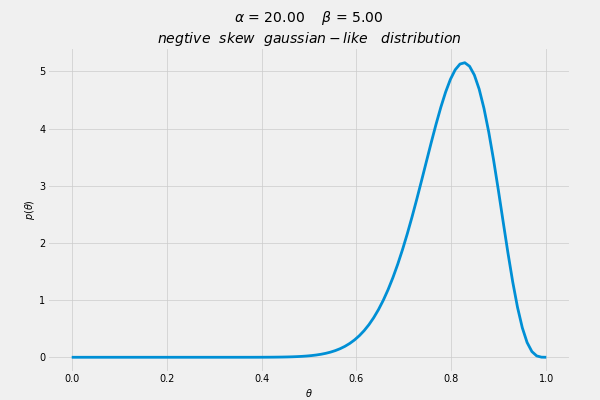 α = 20.00    β = 5.00
negtive skew gaussian−like distribution
p(θ)
5
4
3
2
1
0
0.0 0.2 0.4 0.6 0.8 1.0
θ